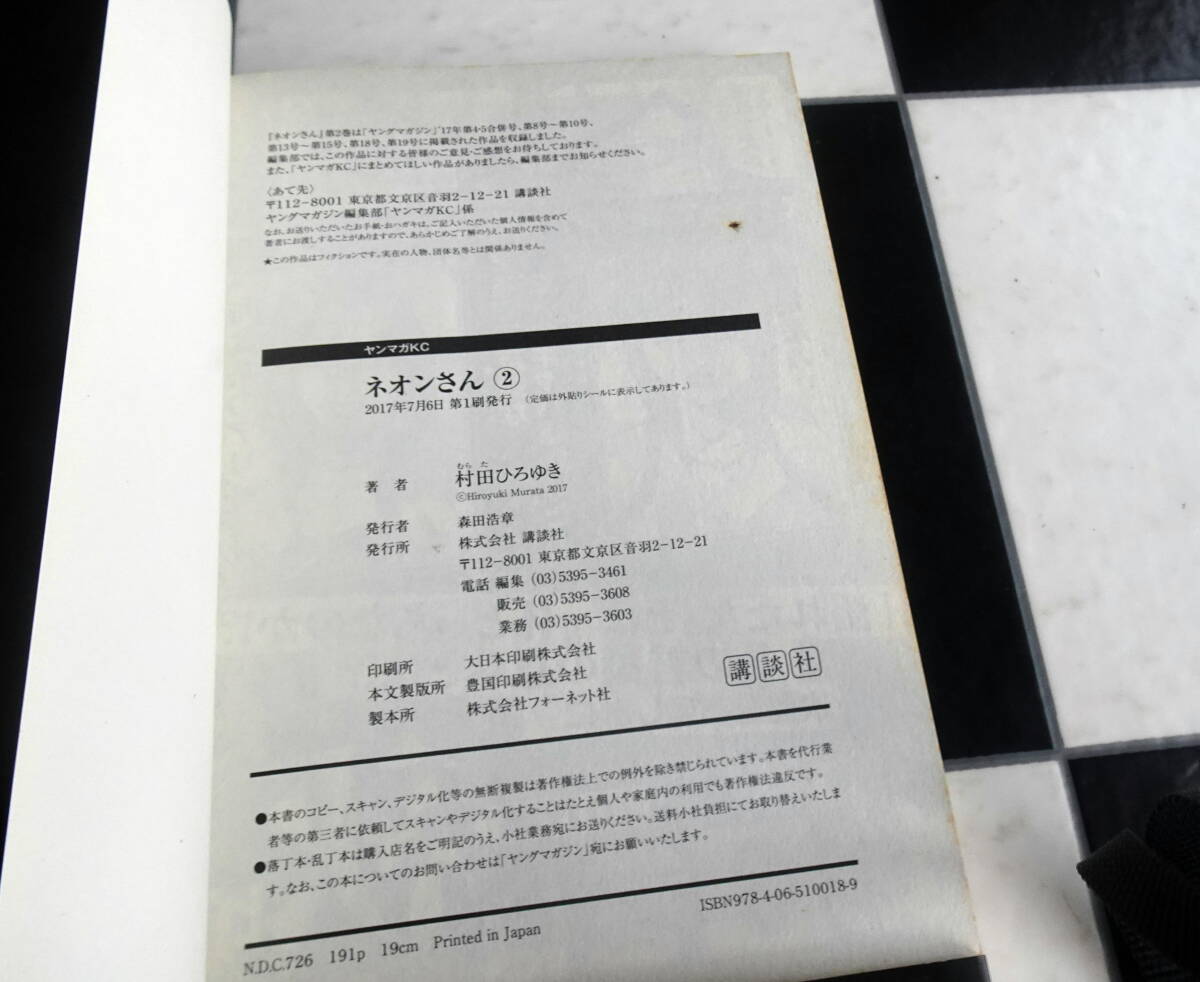 『ネオンさん』第2巻は「ヤングマガジン」'17年第4・5合併号、第8号〜第10号、
第13号〜第15号、第18号、第19号に掲載された作品を収録しました。
編集部では、この作品に対する皆様のご意見・ご感想をお待ちしております。
また、「ヤンマガKC」にまとめてほしい作品がありましたら、編集部までお知らせください。
〈あて先〉
〒112-8001 東京都文京区音羽2-12-21 講談社
ヤングマガジン編集部「ヤンマガKC」係
なお、お送りいただいたお手紙・おハガキは、ご記入いただいた個人情報を含めて
著者にお渡しすることがありますので、あらかじめご了解のうえ、お送りください。
★この作品はフィクションです。実在の人物、団体名等とは関係ありません。
ヤンマガKC
ネオンさん ②
2017年7月6日 第1刷発行 (定価は外貼りシールに表示してあります。)
むら た
著 者 村田ひろゆき
©Hiroyuki Murata 2017
発行者 森田浩章
発行所 株式会社 講談社
〒112-8001 東京都文京区音羽2-12-21
電話 編集 (03)5395-3461
販売 (03)5395-3608
業務 (03)5395-3603
印刷所 大日本印刷株式会社
本文製版所 豊国印刷株式会社
製本所 株式会社フォーネット社
講談社
●本書のコピー、スキャン、デジタル化等の無断複製は著作権法上での例外を除き禁じられています。本書を代行業
者等の第三者に依頼してスキャンやデジタル化することはたとえ個人や家庭内の利用でも著作権法違反です。
●落丁本・乱丁本は購入店名をご明記のうえ、小社業務宛にお送りください。送料小社負担にてお取り替えいたしま
す。なお、この本についてのお問い合わせは「ヤングマガジン」宛にお願いいたします。
ISBN978-4-06-510018-9
N.D.C.726 191p 19cm Printed in Japan